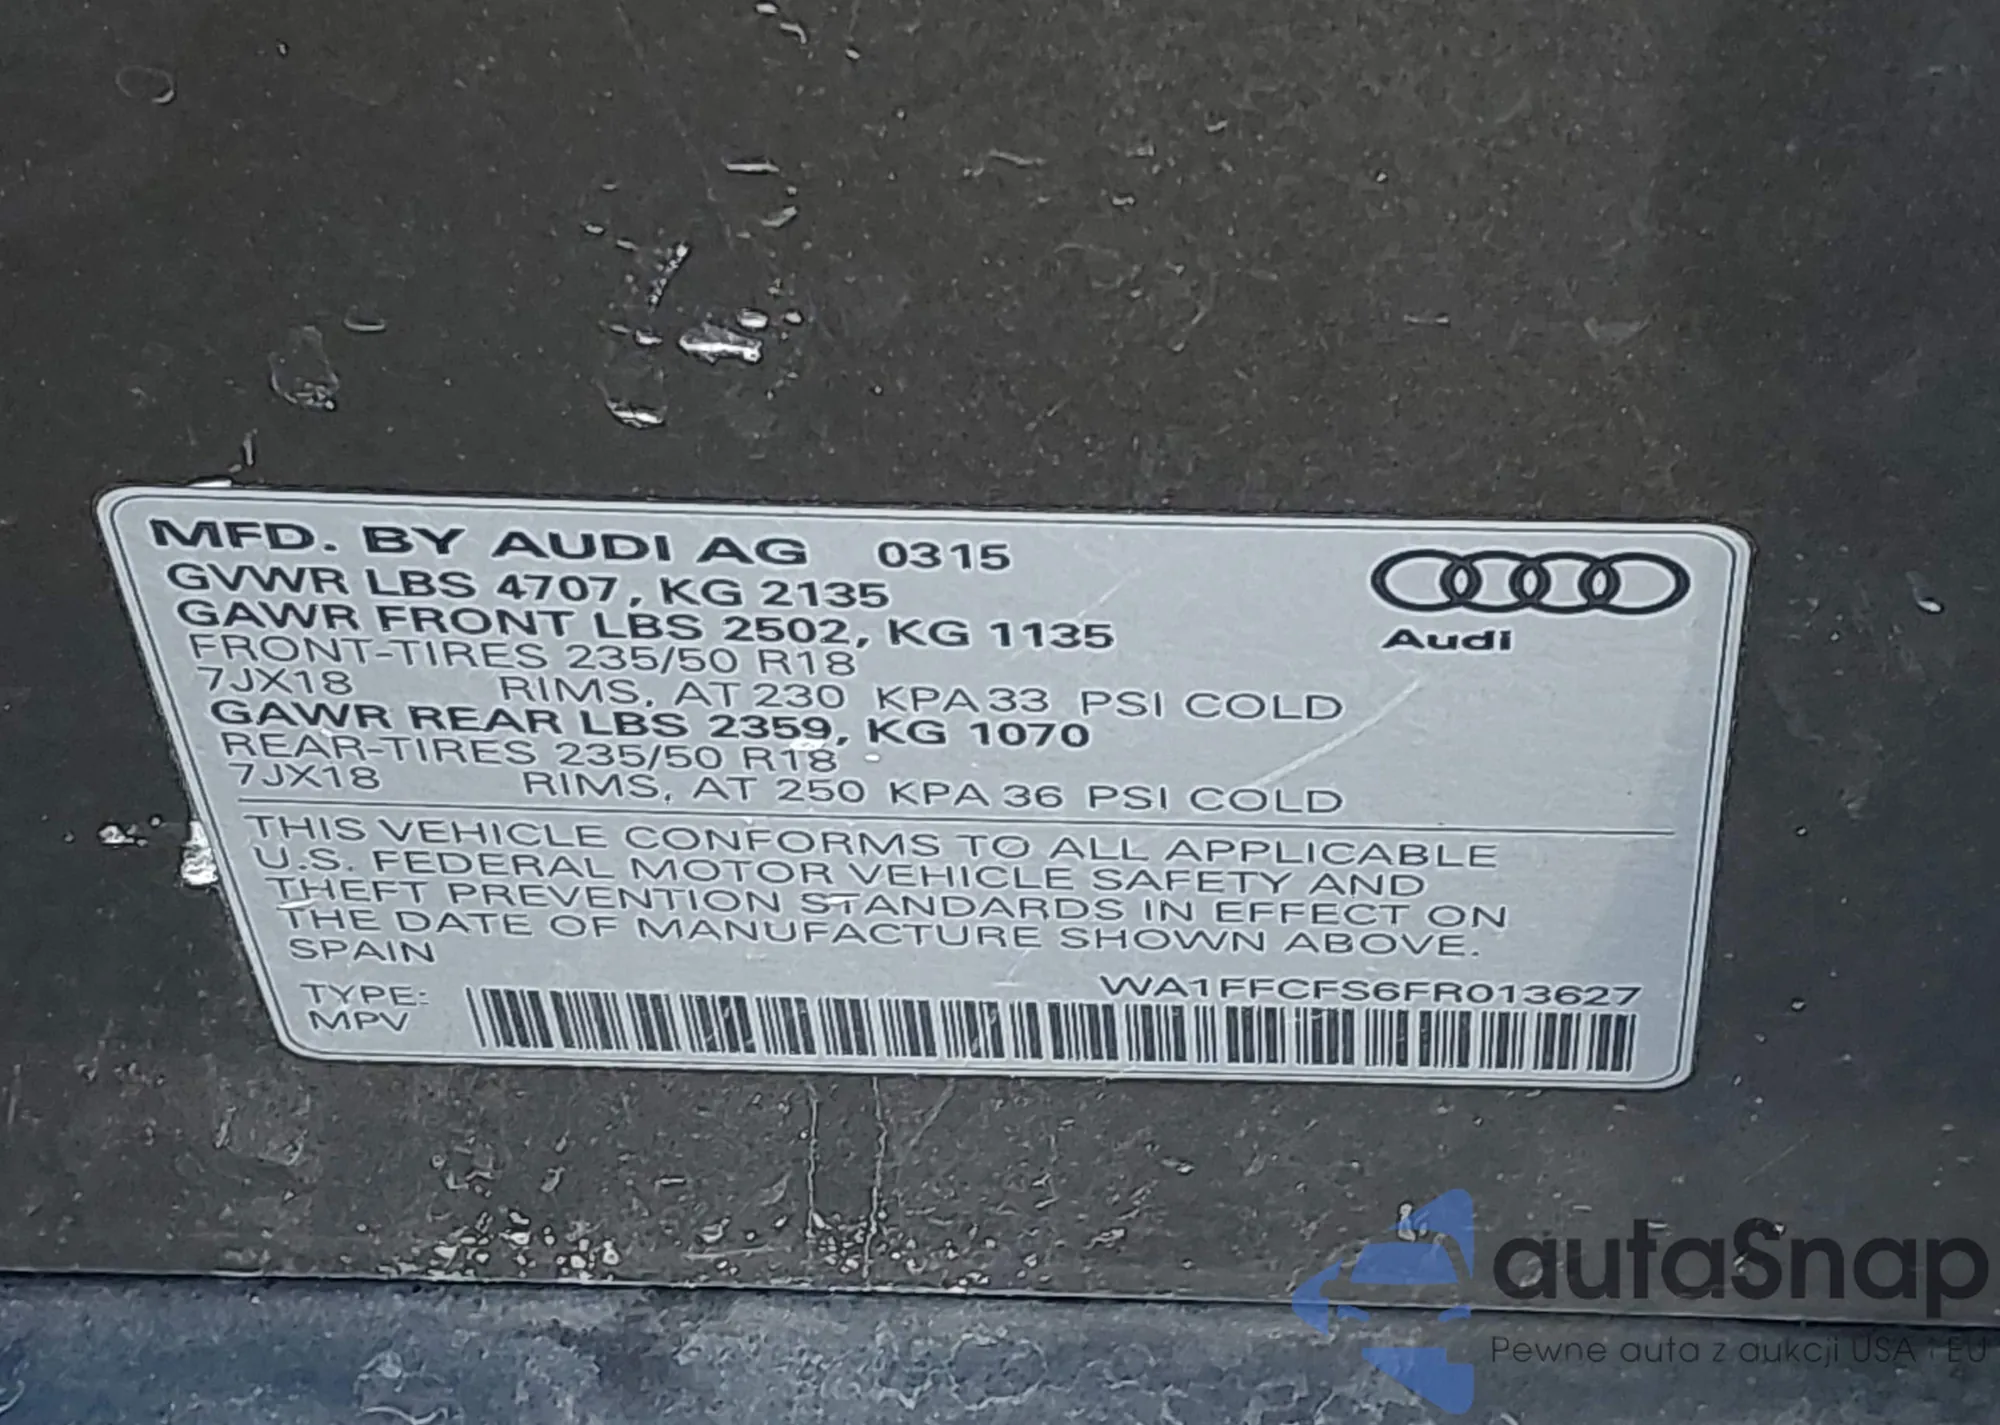 MFD. BY AUDI AG 0315
GVWR LBS 4707, KG 2135
GAWR FRONT LBS 2502, KG 1135
FRONT-TIRES 235/50 R18
7JX18 RIMS, AT 230 KPA 33 PSI COLD
GAWR REAR LBS 2359, KG 1070
REAR-TIRES 235/50 R18
7JX18 RIMS, AT 250 KPA 36 PSI COLD
Audi
THIS VEHICLE CONFORMS TO ALL APPLICABLE
U.S. FEDERAL MOTOR VEHICLE SAFETY AND
THEFT PREVENTION STANDARDS IN EFFECT ON
THE DATE OF MANUFACTURE SHOWN ABOVE.
SPAIN
WA1FFCFS6FR013627
TYPE:
MPV
autaSnap
Pewne auta z aukcji USA i EU